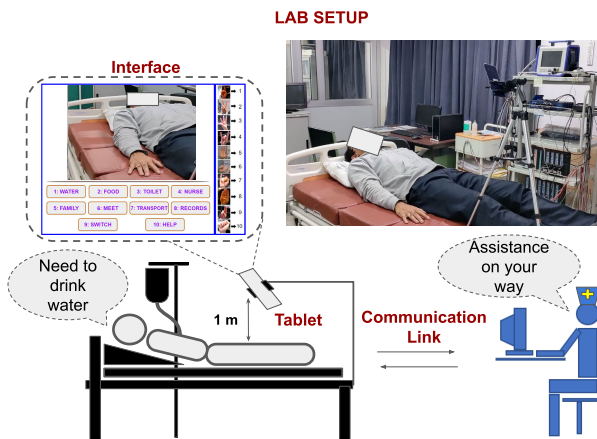 LAB SETUP
Interface
1
2
3
4
5
6
7
8
9
10
1: WATER 2: FOOD 3: TOILET 4: NURSE
5: FAMILY 6: MEET 7: TRANSPORT 8: RECORDS
9: SWITCH 10: HELP
Need to
drink
water
1 m
Tablet
Communication
Link
Assistance
on your
way